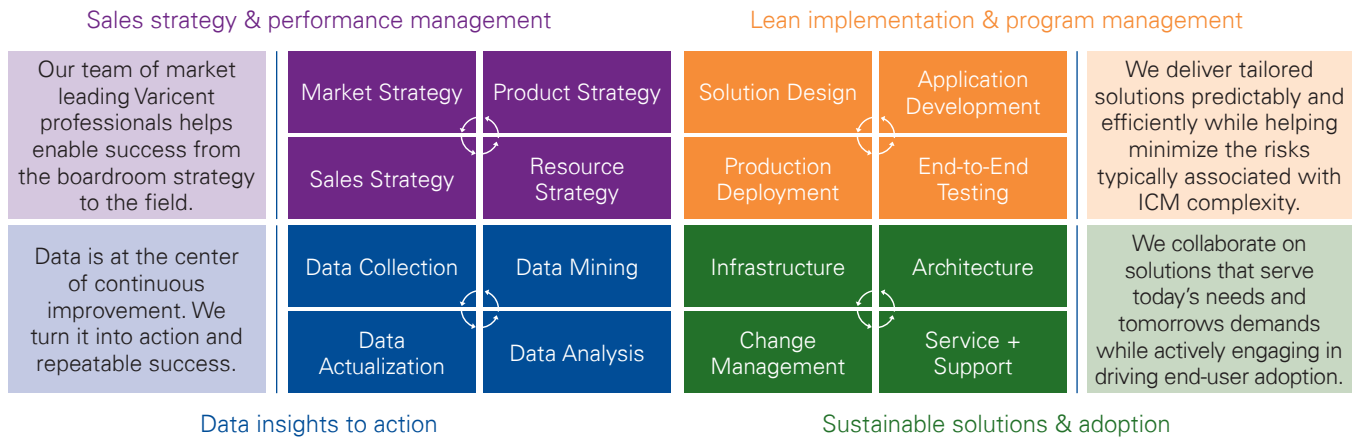 Sales strategy & performance management
Lean implementation & program management
Our team of market
leading Varicent
professionals helps
enable success from
the boardroom strategy
to the field.
Market Strategy
Product Strategy
Sales Strategy
Resource
Strategy
Solution Design
Application
Development
Production
Deployment
End-to-End
Testing
We deliver tailored
solutions predictably and
efficiently while helping
minimize the risks
typically associated with
ICM complexity.
Data is at the center
of continuous
improvement. We
turn it into action and
repeatable success.
Data Collection
Data Mining
Data
Actualization
Data Analysis
Infrastructure
Architecture
Change
Management
Service +
Support
We collaborate on
solutions that serve
today's needs and
tomorrows demands
while actively engaging in
driving end-user adoption.
Data insights to action
Sustainable solutions & adoption